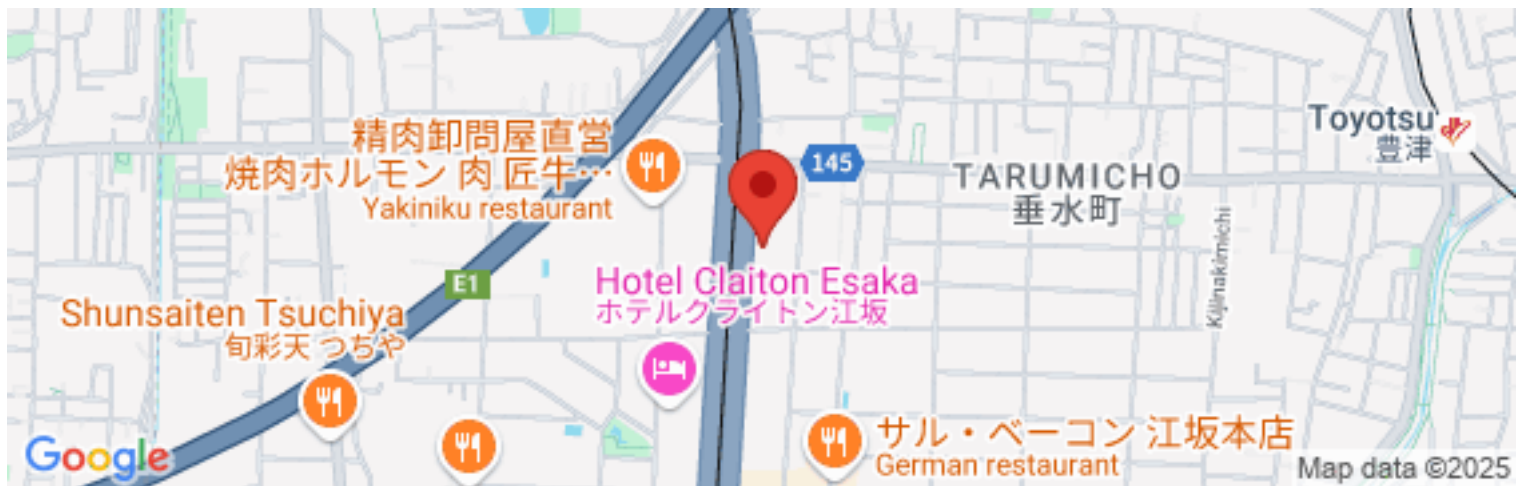 精肉卸問屋直営
焼肉ホルモン 肉 匠牛…
Yakiniku restaurant
145
Toyotsu
豊津
TARUMICHO
垂水町
Kijinakimichi
E1
Hotel Claiton Esaka
ホテルクライトン江坂
Shunsaiten Tsuchiya
旬彩天 つちや
サル・ベーコン 江坂本店
German restaurant
Google
Map data ©2025